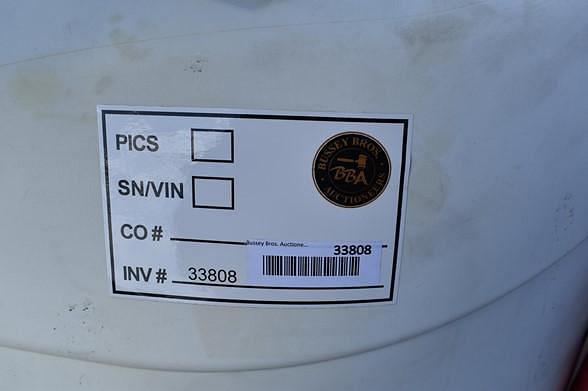 PICS
BUSSEY BROS.
BBA
AUCTIONEERS
SN/VIN
CO #
Bussey Bros. Auctione...
33808
INV # 33808